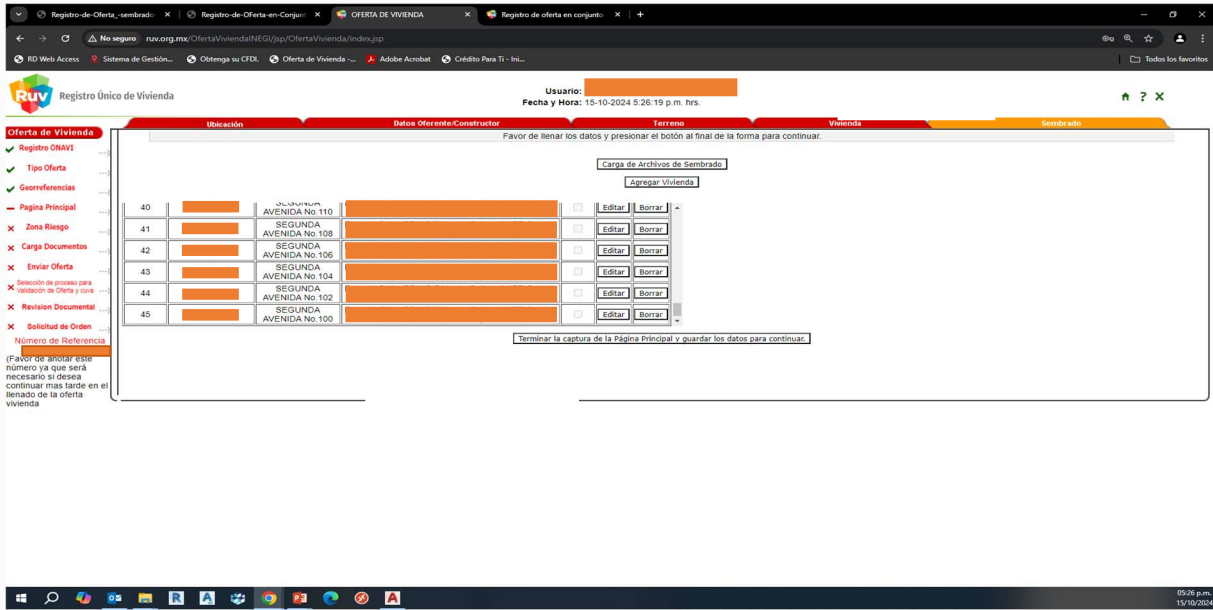 Registro-de-Oferta_-sembrado-
Registro-de-OFerta-en-Conjunt
OFERTA DE VIVIENDA
Registro de oferta en conjunto
No seguro
ruv.org.mx/OfertaViviendaINEGI/jsp/OfertaVivienda/index.jsp
RD Web Access
Sistema de Gestión...
Obtenga su CFDI.
Oferta de Vivienda -...
Adobe Acrobat
Crédito Para Ti - Ini...
Todos los favoritos
Ruv
Registro Único de Vivienda
Usuario:
Fecha y Hora: 15-10-2024 5:26:19 p.m. hrs.
? X
Ubicación
Datos Oferente/Constructor
Terreno
Vivienda
Sembrado
Oferta de Vivienda
Registro ONAVI
Tipo Oferta
Georreferencias
Pagina Principal
Zona Riesgo
Carga Documentos
Enviar Oferta
Selección de proceso para
Validación de Oferta y cuvs
Revision Documental
Solicitud de Orden
Número de Referencia
(Favor de anotar este
número ya que será
necesario si desea
continuar mas tarde en el
llenado de la oferta
vivienda
Favor de llenar los datos y presionar el botón al final de la forma para continuar.
Carga de Archivos de Sembrado
Agregar Vivienda
40 SEGUNDA AVENIDA No.110 Editar Borrar
41 SEGUNDA AVENIDA No.108 Editar Borrar
42 SEGUNDA AVENIDA No.106 Editar Borrar
43 SEGUNDA AVENIDA No.104 Editar Borrar
44 SEGUNDA AVENIDA No.102 Editar Borrar
45 SEGUNDA AVENIDA No.100 Editar Borrar
Terminar la captura de la Página Principal y guardar los datos para continuar.
05:26 p.m.
15/10/2024